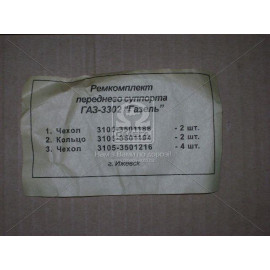 Ремкомплект
переднего суппорта
ГАЗ-3302 "Газель"
1. Чехол 3105-3501188 - 2 шт.
2. Кольцо - 2 шт.
3. Чехол 3105-3501216 - 4 шт.
г. Ижевск